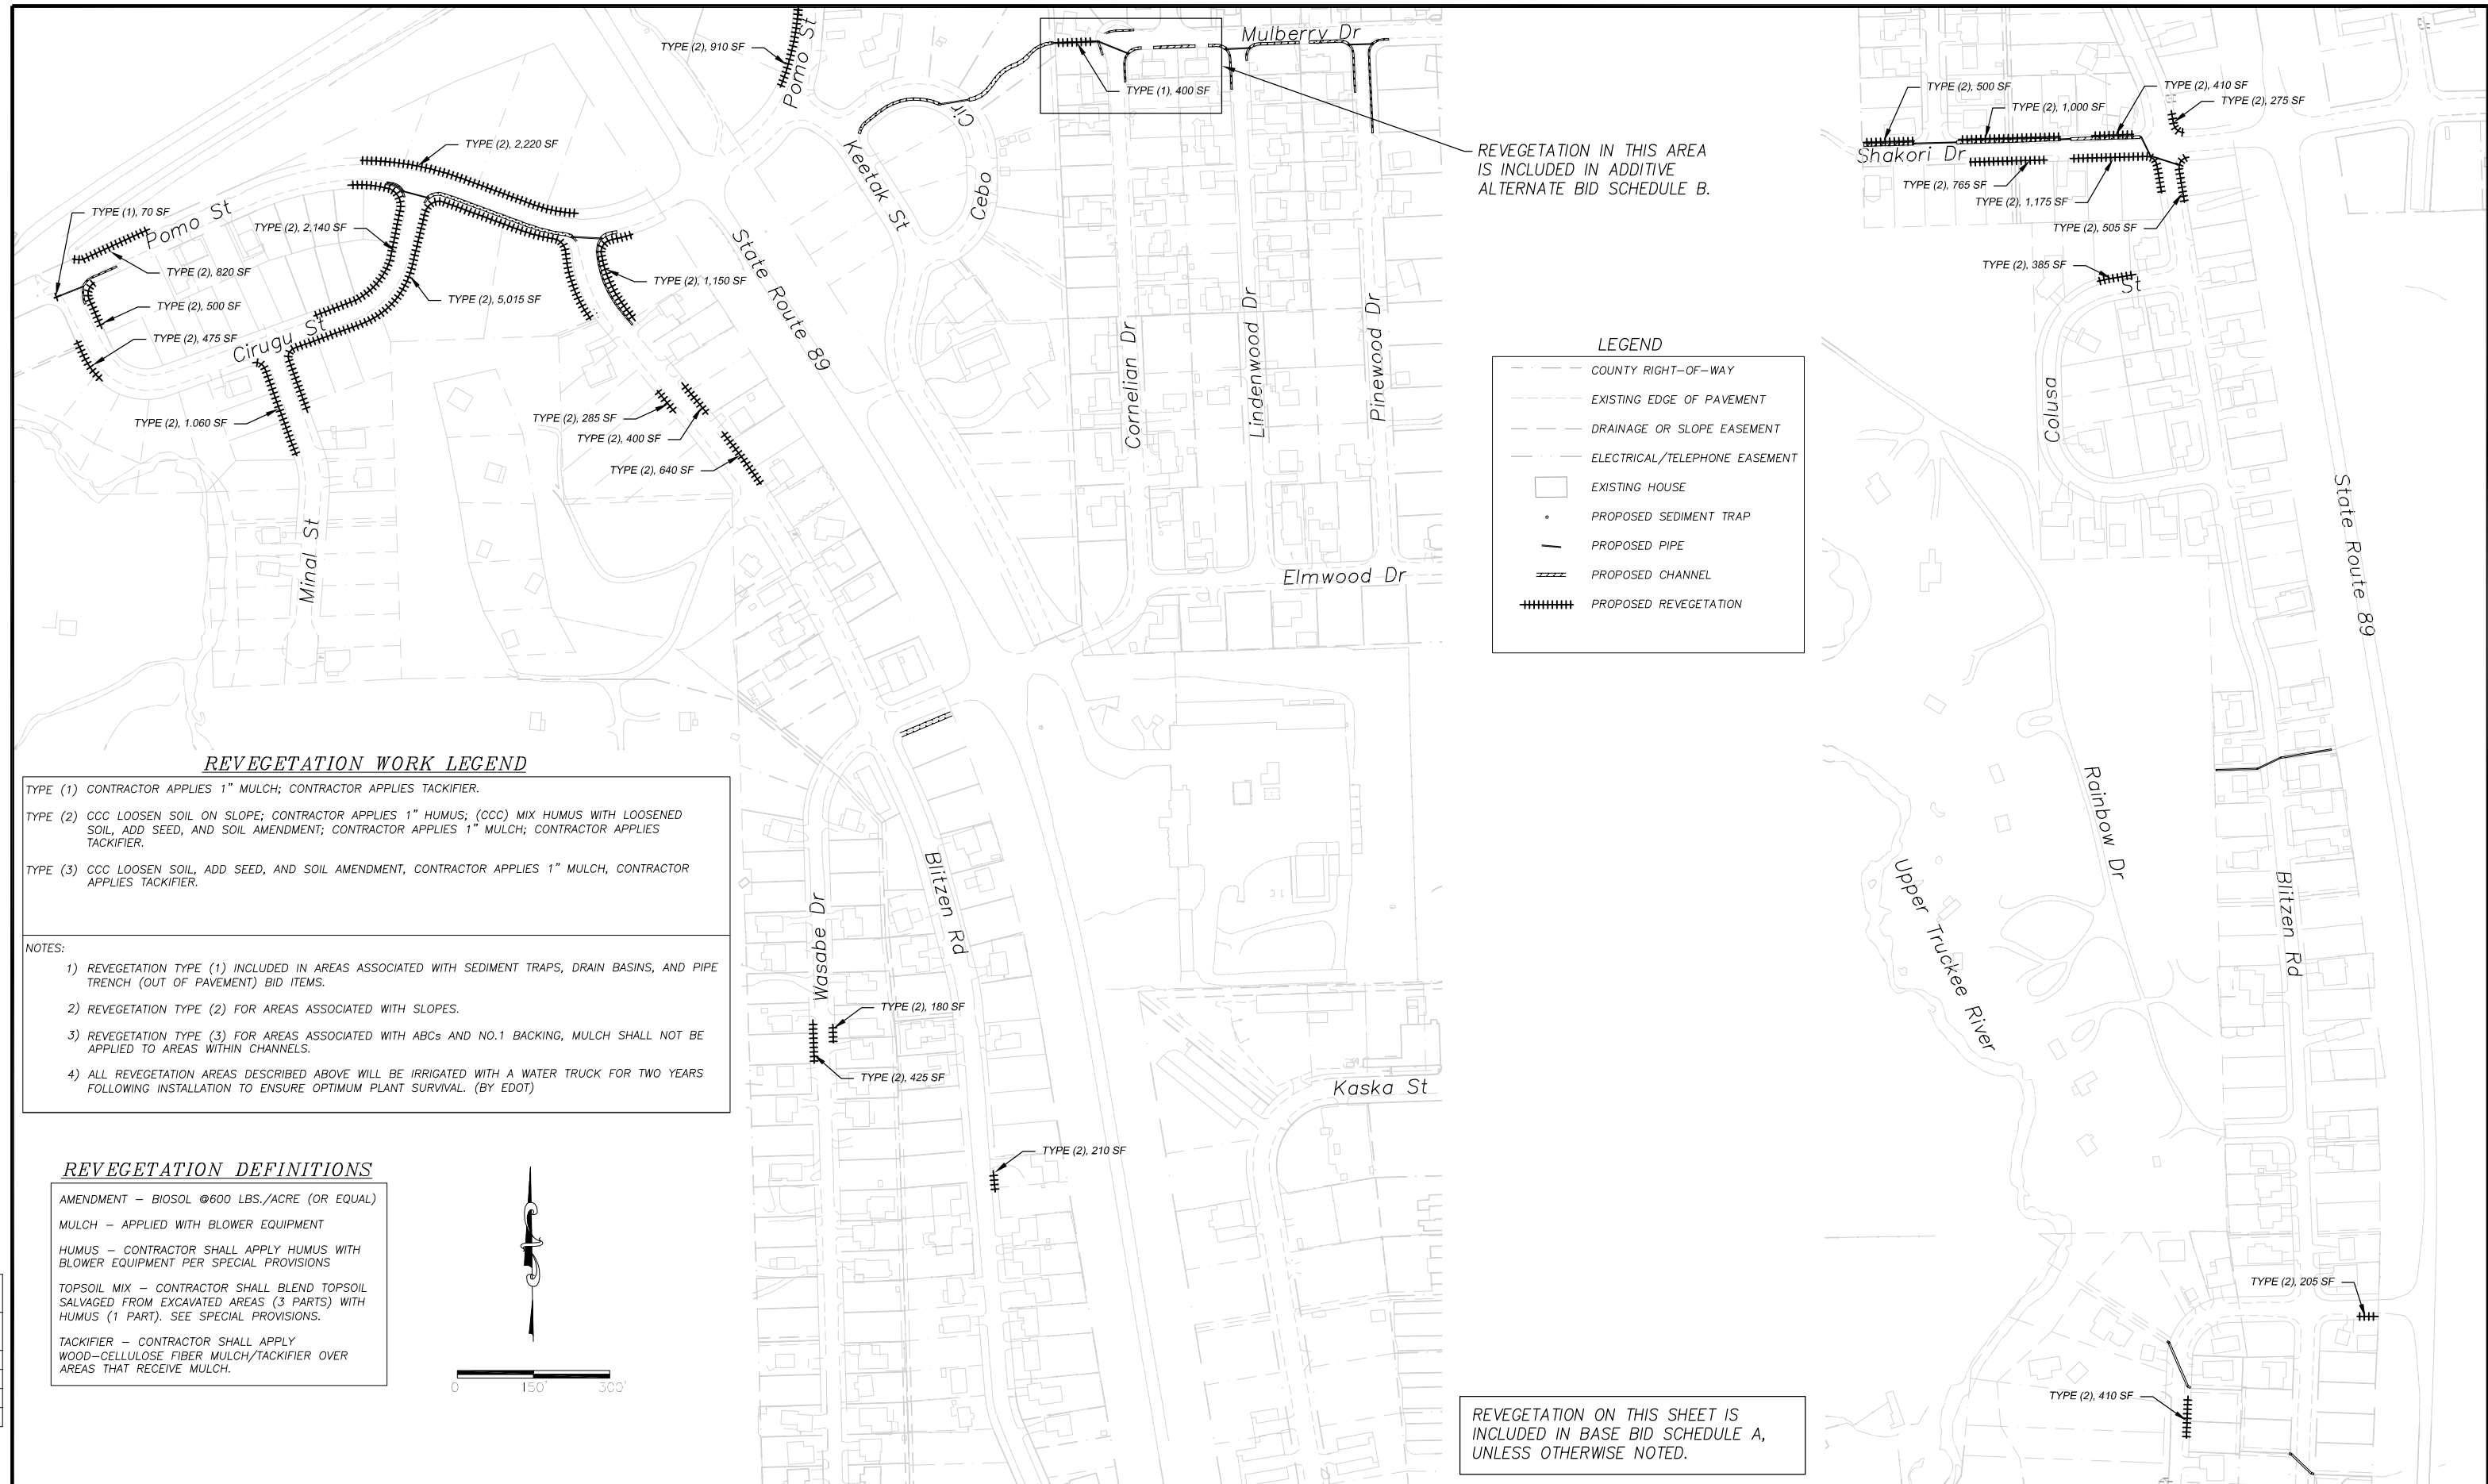 TYPE (2), 910 SF
Pomo St
Mulberry Dr
TYPE (1), 400 SF
Cir
Cebo
Keetak St
TYPE (2), 2,220 SF
TYPE (1), 70 SF
Pomo St
TYPE (2), 2,140 SF
TYPE (2), 820 SF
TYPE (2), 500 SF
TYPE (2), 475 SF
Cirugu St
TYPE (2), 5,015 SF
TYPE (2), 1,150 SF
State Route 89
TYPE (2), 1.060 SF
TYPE (2), 285 SF
TYPE (2), 400 SF
TYPE (2), 640 SF
Minal St
Cornelian Dr
Lindenwood Dr
Pinewood Dr
Elmwood Dr
REVEGETATION IN THIS AREA
IS INCLUDED IN ADDITIVE
ALTERNATE BID SCHEDULE B.
TYPE (2), 500 SF
TYPE (2), 1,000 SF
TYPE (2), 410 SF
TYPE (2), 275 SF
Shakori Dr
TYPE (2), 765 SF
TYPE (2), 1,175 SF
TYPE (2), 505 SF
TYPE (2), 385 SF
St
Colusa
State Route 89
LEGEND
COUNTY RIGHT-OF-WAY
EXISTING EDGE OF PAVEMENT
DRAINAGE OR SLOPE EASEMENT
ELECTRICAL/TELEPHONE EASEMENT
EXISTING HOUSE
PROPOSED SEDIMENT TRAP
PROPOSED PIPE
PROPOSED CHANNEL
PROPOSED REVEGETATION
REVEGETATION WORK LEGEND
TYPE (1) CONTRACTOR APPLIES 1" MULCH; CONTRACTOR APPLIES TACKIFIER.
TYPE (2) CCC LOOSEN SOIL ON SLOPE; CONTRACTOR APPLIES 1" HUMUS; (CCC) MIX HUMUS WITH LOOSENED
SOIL, ADD SEED, AND SOIL AMENDMENT; CONTRACTOR APPLIES 1" MULCH; CONTRACTOR APPLIES
TACKIFIER.
TYPE (3) CCC LOOSEN SOIL, ADD SEED, AND SOIL AMENDMENT, CONTRACTOR APPLIES 1" MULCH, CONTRACTOR
APPLIES TACKIFIER.
NOTES:
1) REVEGETATION TYPE (1) INCLUDED IN AREAS ASSOCIATED WITH SEDIMENT TRAPS, DRAIN BASINS, AND PIPE
TRENCH (OUT OF PAVEMENT) BID ITEMS.
2) REVEGETATION TYPE (2) FOR AREAS ASSOCIATED WITH SLOPES.
3) REVEGETATION TYPE (3) FOR AREAS ASSOCIATED WITH ABCs AND NO.1 BACKING, MULCH SHALL NOT BE
APPLIED TO AREAS WITHIN CHANNELS.
4) ALL REVEGETATION AREAS DESCRIBED ABOVE WILL BE IRRIGATED WITH A WATER TRUCK FOR TWO YEARS
FOLLOWING INSTALLATION TO ENSURE OPTIMUM PLANT SURVIVAL. (BY EDOT)
REVEGETATION DEFINITIONS
AMENDMENT - BIOSOL @600 LBS./ACRE (OR EQUAL)
MULCH - APPLIED WITH BLOWER EQUIPMENT
HUMUS - CONTRACTOR SHALL APPLY HUMUS WITH
BLOWER EQUIPMENT PER SPECIAL PROVISIONS
TOPSOIL MIX - CONTRACTOR SHALL BLEND TOPSOIL
SALVAGED FROM EXCAVATED AREAS (3 PARTS) WITH
HUMUS (1 PART). SEE SPECIAL PROVISIONS.
TACKIFIER - CONTRACTOR SHALL APPLY
WOOD-CELLULOSE FIBER MULCH/TACKIFIER OVER
AREAS THAT RECEIVE MULCH.
0 150' 300'
Wasabe Dr
Blitzen Rd
TYPE (2), 180 SF
TYPE (2), 425 SF
TYPE (2), 210 SF
Kaska St
Upper Truckee River
Rainbow Dr
Blitzen Rd
TYPE (2), 205 SF
TYPE (2), 410 SF
REVEGETATION ON THIS SHEET IS
INCLUDED IN BASE BID SCHEDULE A,
UNLESS OTHERWISE NOTED.